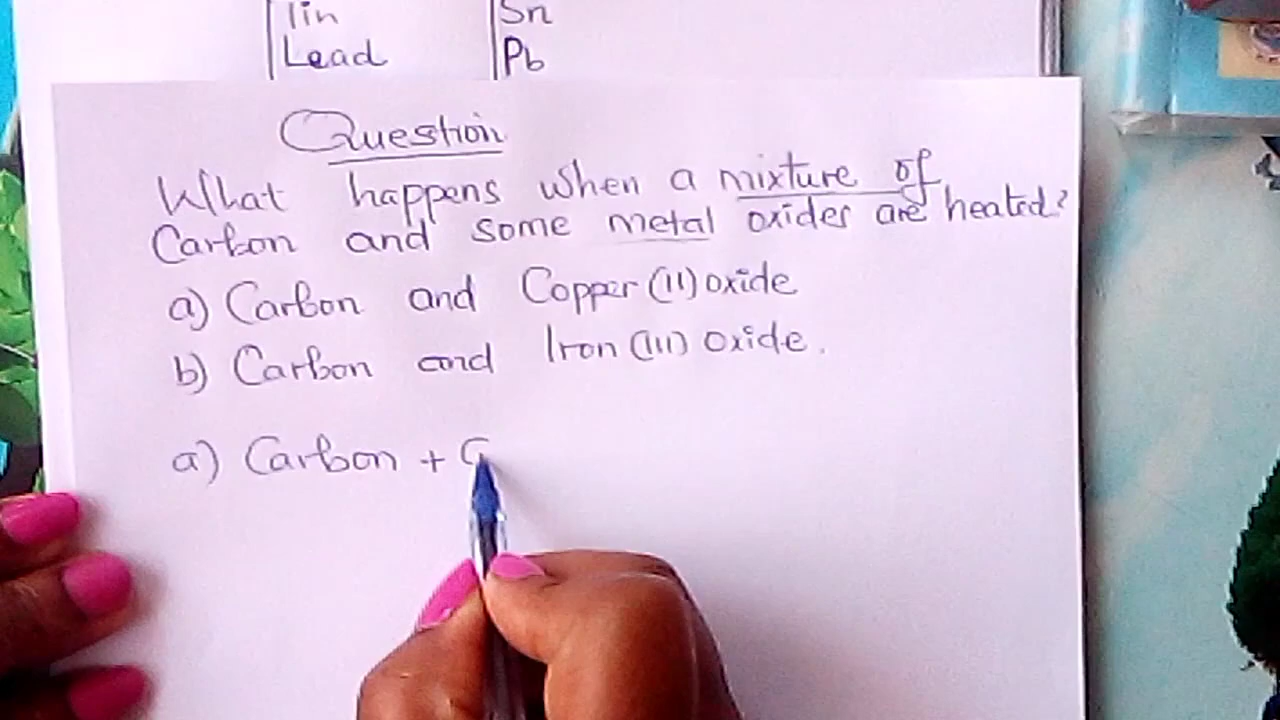 Tin Sn
Lead Pb
Question
What happens when a mixture of
Carbon and some metal oxides are heated?
a) Carbon and Copper (II) oxide
b) Carbon and Iron (III) oxide.
a) Carbon + C